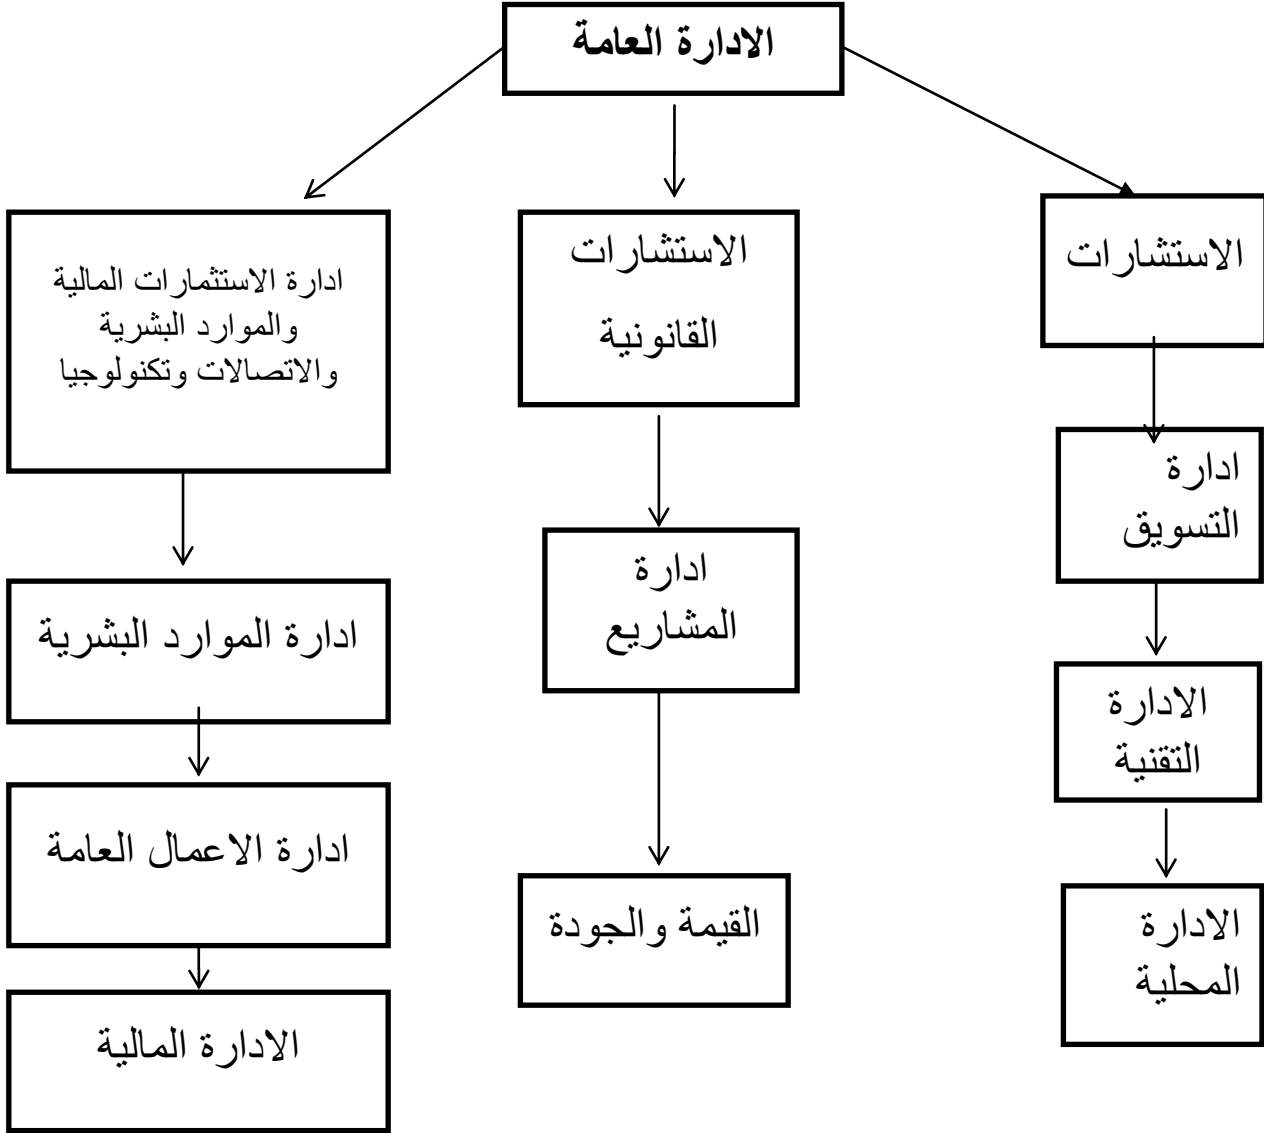 الادارة العامة
الاستشارات
ادارة
التسويق
الادارة
التقنية
الادارة
المحلية
الاستشارات
القانونية
ادارة
المشاريع
القيمة والجودة
ادارة الاستثمارات المالية
والموارد البشرية
والاتصالات وتكنولوجيا
ادارة الموارد البشرية
ادارة الاعمال العامة
الادارة المالية